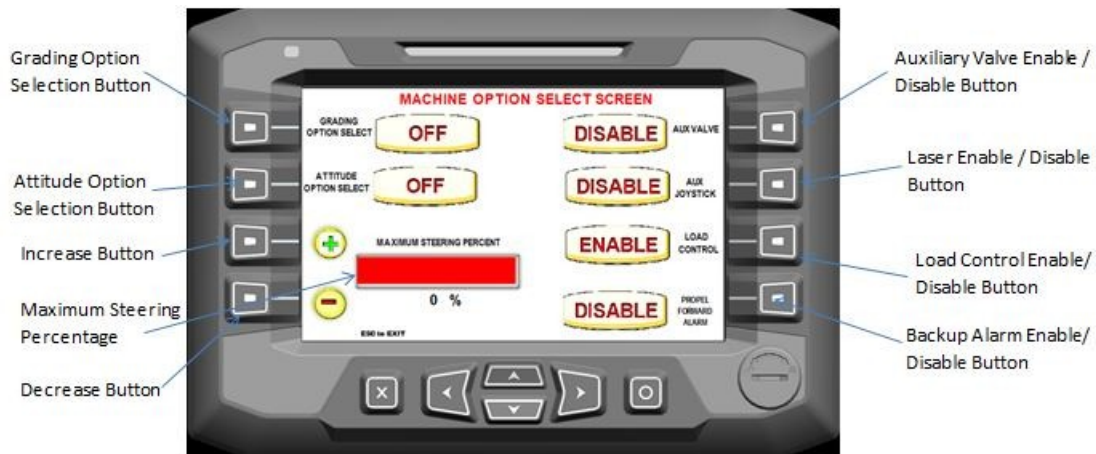 Grading Option
Selection Button
Attitude Option
Selection Button
Increase Button
Maximum Steering
Percentage
Decrease Button
MACHINE OPTION SELECT SCREEN
GRADING
OPTION SELECT
OFF
ATTITUDE
OPTION SELECT
OFF
+
MAXIMUM STEERING PERCENT
0 %
−
ESC to EXIT
DISABLE
AUX VALVE
DISABLE
AUX
JOYSTICK
ENABLE
LOAD
CONTROL
DISABLE
PROPEL
FORWARD
ALARM
X
O
Auxiliary Valve Enable /
Disable Button
Laser Enable / Disable
Button
Load Control Enable/
Disable Button
Backup Alarm Enable/
Disable Button